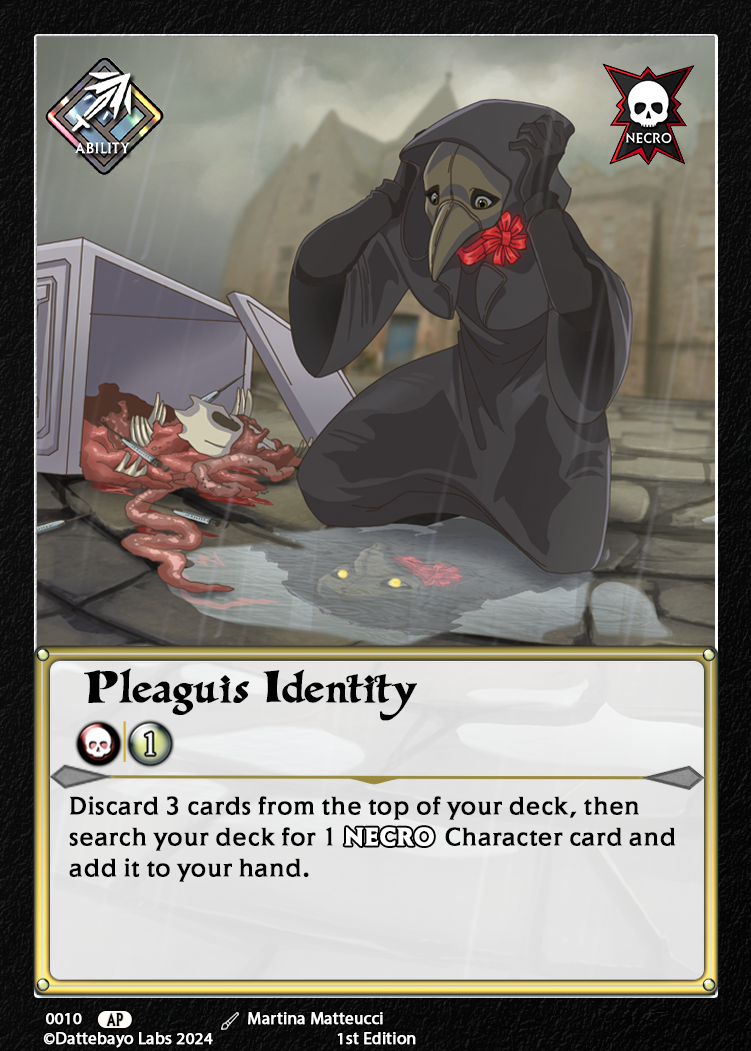 ABILITY
NECRO
Pleaguis Identity
1
Discard 3 cards from the top of your deck, then
search your deck for 1 NECRO Character card and
add it to your hand.
0010 AP Martina Matteucci
©Dattebayo Labs 2024 1st Edition